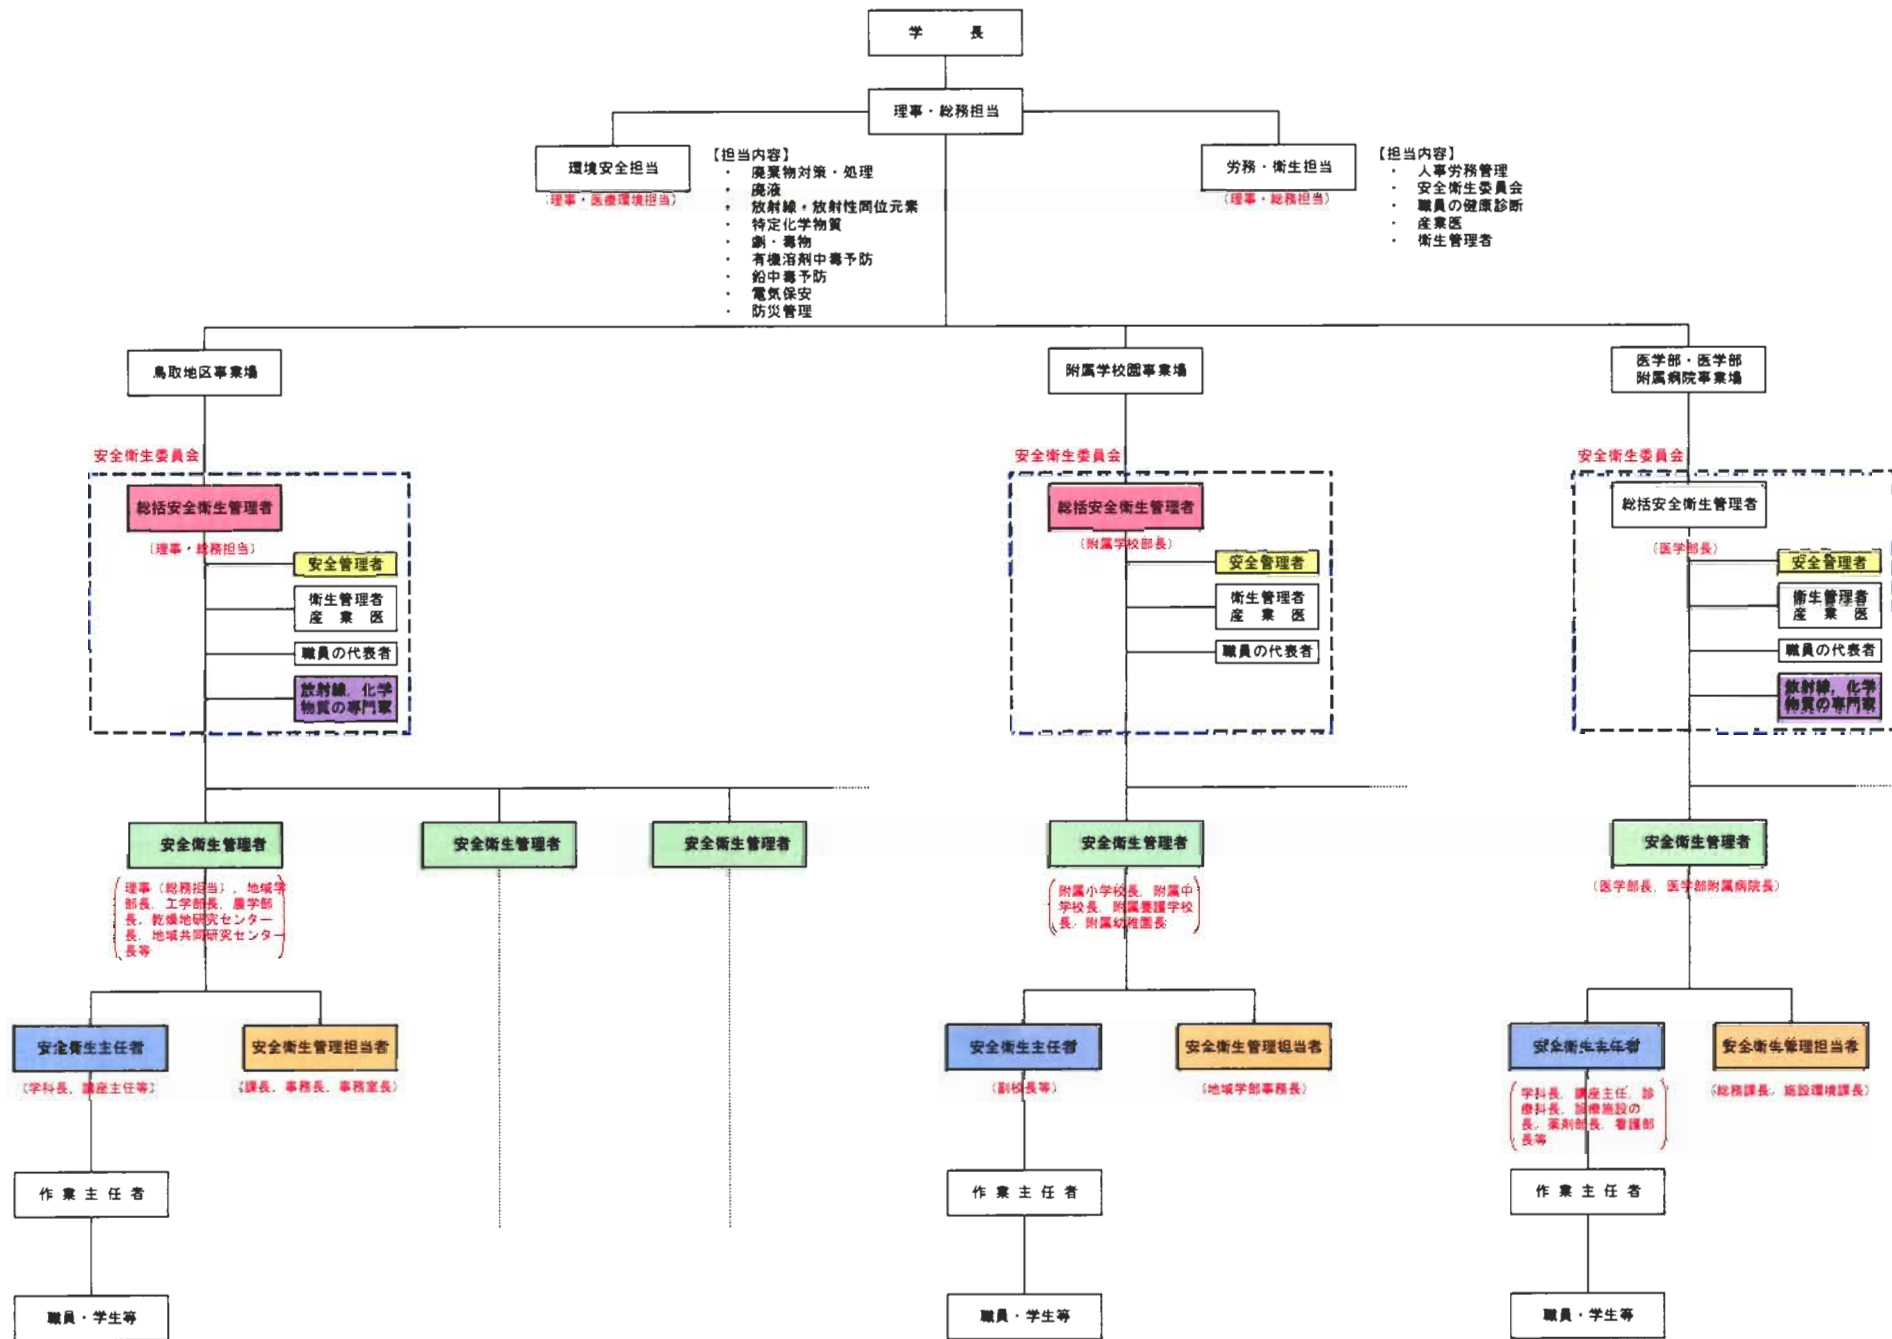 学　　長
理事・総務担当
環境安全担当
（理事・医療環境担当）
【担当内容】
・　廃棄物対策・処理
・　廃液
・　放射線・放射性同位元素
・　特定化学物質
・　劇・毒物
・　有機溶剤中毒予防
・　鉛中毒予防
・　電気保安
・　防災管理
労務・衛生担当
（理事・総務担当）
【担当内容】
・　人事労務管理
・　安全衛生委員会
・　職員の健康診断
・　産業医
・　衛生管理者
鳥取地区事業場
安全衛生委員会
総括安全衛生管理者
（理事・総務担当）
安全管理者
衛生管理者
産　業　医
職員の代表者
放射線，化学
物質の専門家
安全衛生管理者
理事（総務担当），地域学
部長，工学部長，農学部
長，乾燥地研究センター
長，地域共同研究センター
長等
安全衛生管理者
安全衛生管理者
安全衛生主任者
（学科長，講座主任等）
安全衛生管理担当者
（課長，事務長，事務室長）
作 業 主 任 者
職員・学生等
附属学校園事業場
安全衛生委員会
総括安全衛生管理者
（附属学校部長）
安全管理者
衛生管理者
産　業　医
職員の代表者
安全衛生管理者
附属小学校長，附属中
学校長，附属養護学校
長，附属幼稚園長
安全衛生主任者
（副校長等）
安全衛生管理担当者
（地域学部事務長）
作 業 主 任 者
職員・学生等
医学部・医学部
附属病院事業場
安全衛生委員会
総括安全衛生管理者
（医学部長）
安全管理者
衛生管理者
産　業　医
職員の代表者
放射線，化学
物質の専門家
安全衛生管理者
（医学部長，医学部附属病院長）
安全衛生主任者
学科長，講座主任，診
療科長，診療施設の
長，薬剤部長，看護部
長等
安全衛生管理担当者
（総務課長，施設環境課長）
作 業 主 任 者
職員・学生等